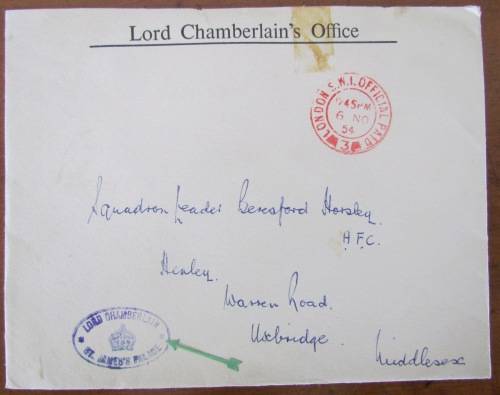 Lord Chamberlain's Office
LONDON S.W.1. OFFICIAL PAID
45 PM
6 NO
54
3
Squadron Leader Beresford Horsley.
H.F.C.
Henley.
Warren Road.
Uxbridge.
Middlesex
LORD CHAMBERLAIN
ST. JAMES'S PALACE